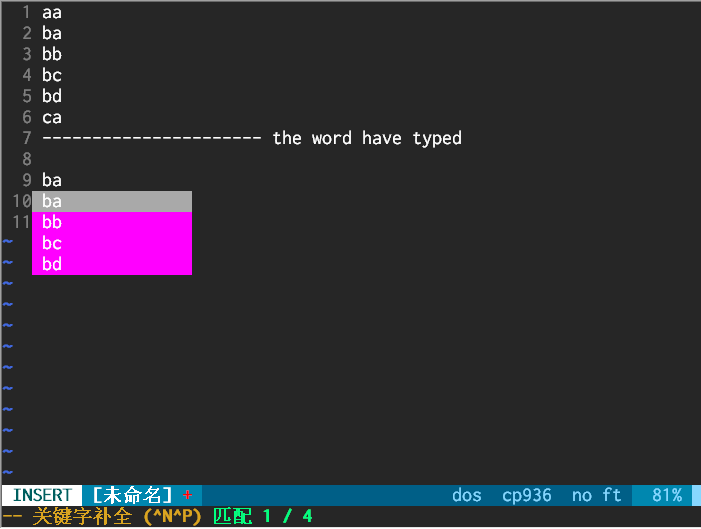 1 aa
2 ba
3 bb
4 bc
5 bd
6 ca
7 ---------------------- the word have typed
8
9 ba
10 ba
11 bb
~ bc
~ bd
~
~
~
~
~
~
~
~
~
~
INSERT [未命名] + dos cp936 no ft 81%
-- 关键字补全 (^N^P) 匹配 1 / 4